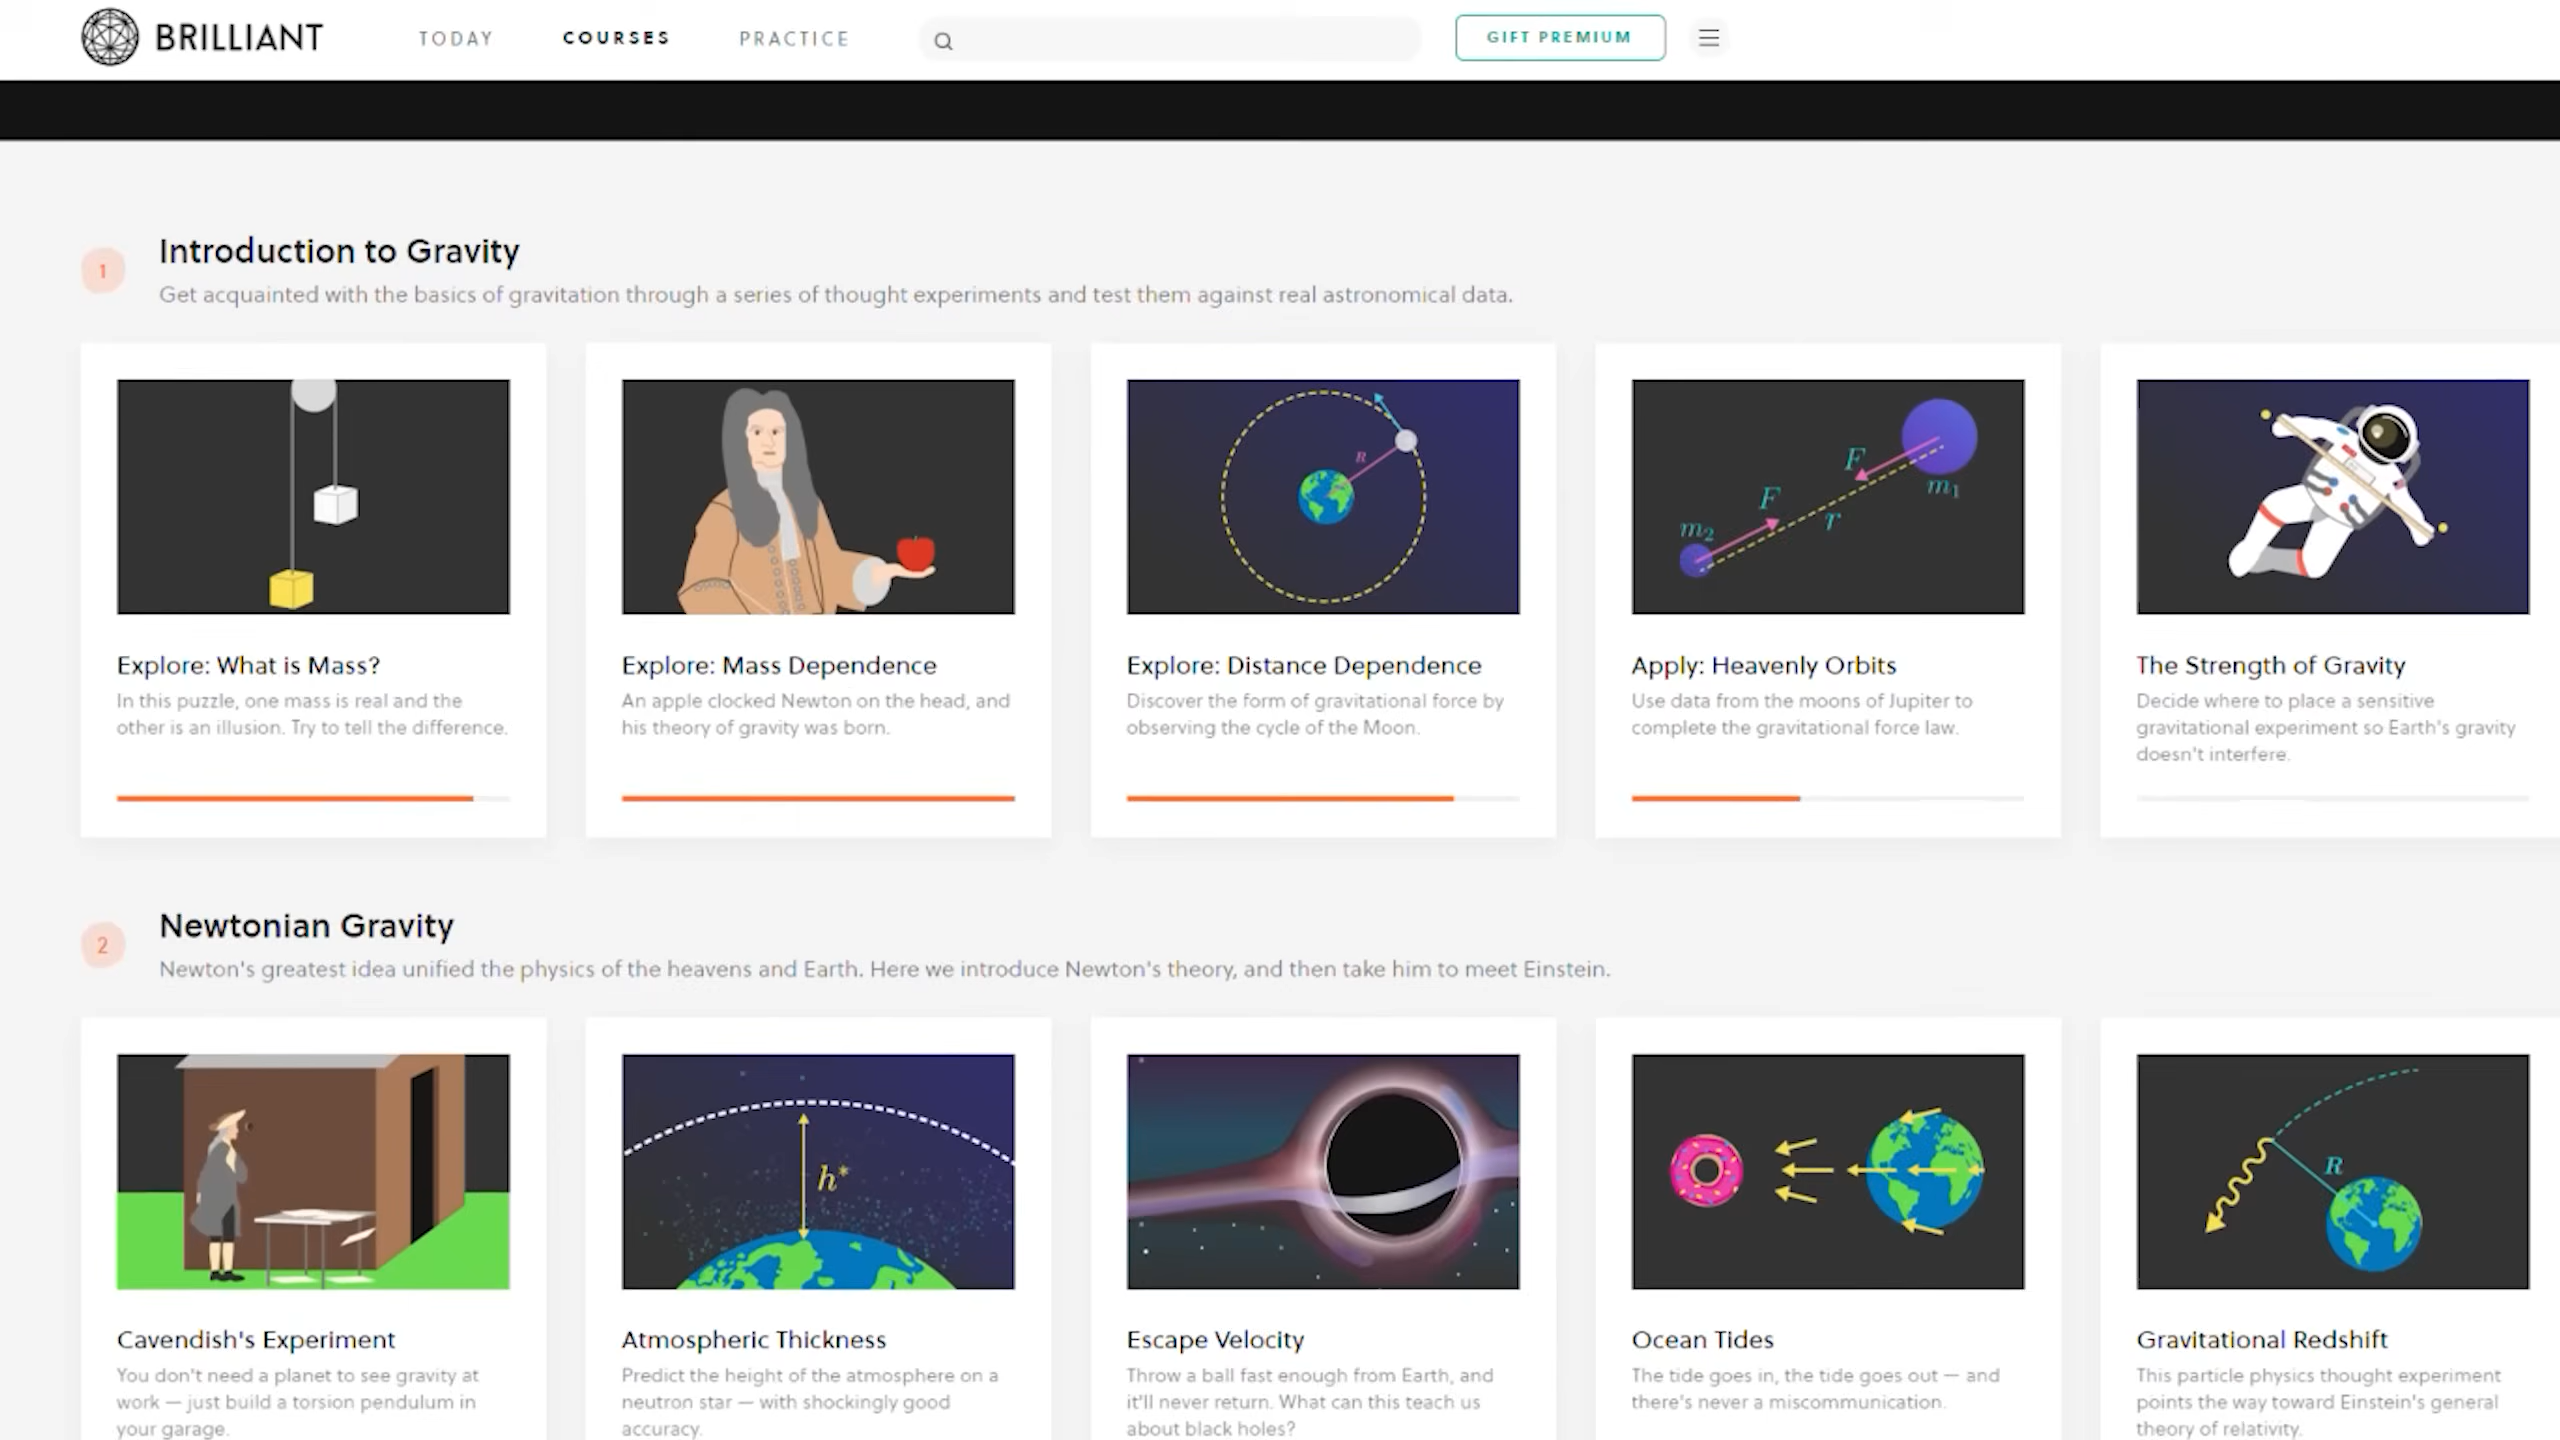 BRILLIANT
TODAY
COURSES
PRACTICE
GIFT PREMIUM
1
Introduction to Gravity
Get acquainted with the basics of gravitation through a series of thought experiments and test them against real astronomical data.
R
F
F
m1
m2
r
Explore: What is Mass?
In this puzzle, one mass is real and the
other is an illusion. Try to tell the difference.
Explore: Mass Dependence
An apple clocked Newton on the head, and
his theory of gravity was born.
Explore: Distance Dependence
Discover the form of gravitational force by
observing the cycle of the Moon.
Apply: Heavenly Orbits
Use data from the moons of Jupiter to
complete the gravitational force law.
The Strength of Gravity
Decide where to place a sensitive
gravitational experiment so Earth's gravity
doesn't interfere.
2
Newtonian Gravity
Newton's greatest idea unified the physics of the heavens and Earth. Here we introduce Newton's theory, and then take him to meet Einstein.
h*
R
Cavendish's Experiment
You don't need a planet to see gravity at
work — just build a torsion pendulum in
your garage.
Atmospheric Thickness
Predict the height of the atmosphere on a
neutron star — with shockingly good
accuracy.
Escape Velocity
Throw a ball fast enough from Earth, and
it'll never return. What can this teach us
about black holes?
Ocean Tides
The tide goes in, the tide goes out — and
there's never a miscommunication.
Gravitational Redshift
This particle physics thought experiment
points the way toward Einstein's general
theory of relativity.